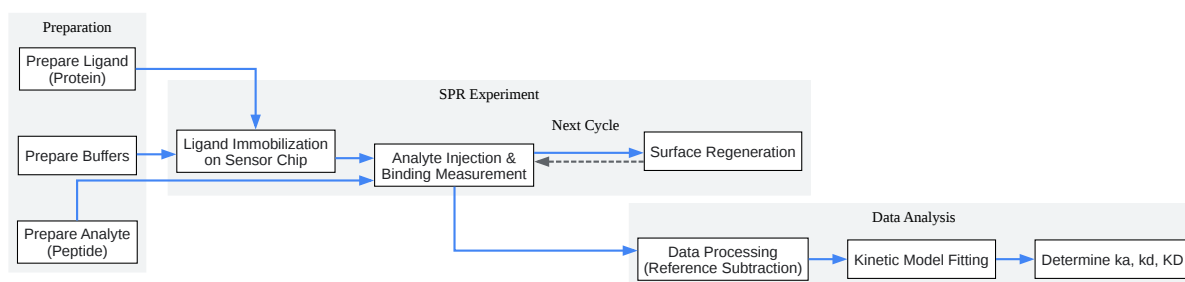 Preparation
Prepare Ligand
(Protein)
Prepare Buffers
Prepare Analyte
(Peptide)
SPR Experiment
Ligand Immobilization
on Sensor Chip
Analyte Injection &
Binding Measurement
Next Cycle
Surface Regeneration
Data Analysis
Data Processing
(Reference Subtraction)
Kinetic Model Fitting
Determine ka, kd, KD